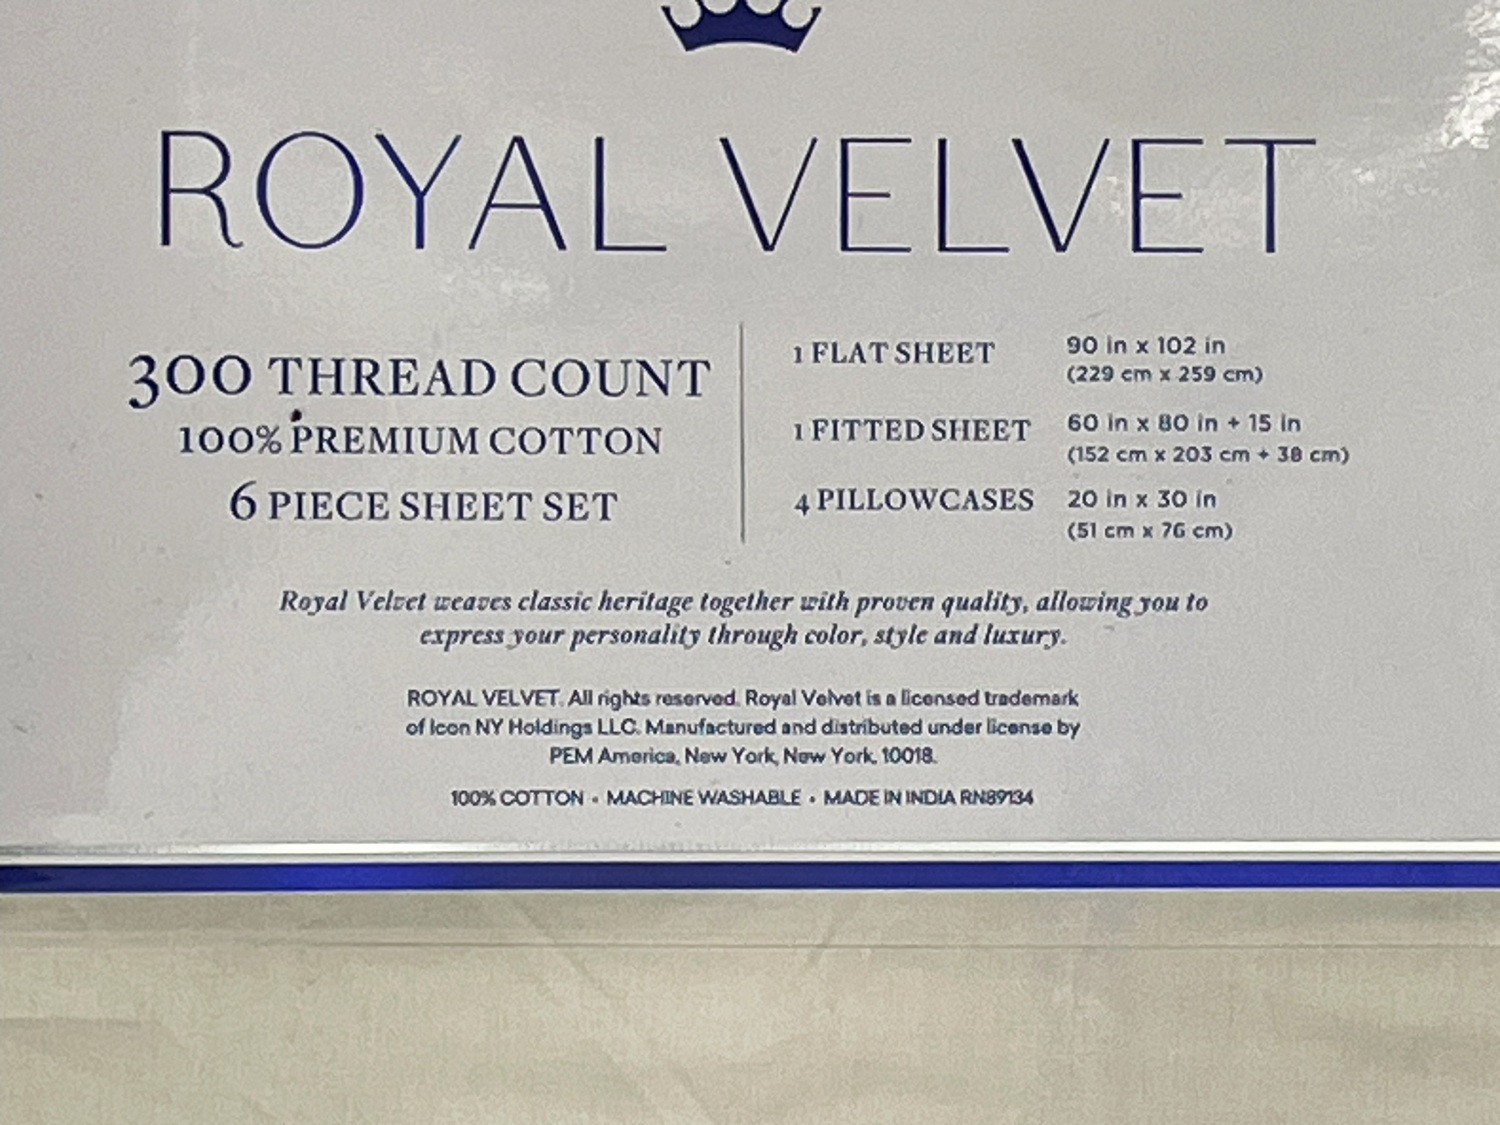 ROYAL VELVET
300 THREAD COUNT
100% PREMIUM COTTON
6 PIECE SHEET SET
1 FLAT SHEET 90 in x 102 in
(229 cm x 259 cm)
1 FITTED SHEET 60 in x 80 in + 15 in
(152 cm x 203 cm + 38 cm)
4 PILLOWCASES 20 in x 30 in
(51 cm x 76 cm)
Royal Velvet weaves classic heritage together with proven quality, allowing you to
express your personality through color, style and luxury.
ROYAL VELVET. All rights reserved. Royal Velvet is a licensed trademark
of Icon NY Holdings LLC. Manufactured and distributed under license by
PEM America, New York, New York, 10018.
100% COTTON • MACHINE WASHABLE • MADE IN INDIA RN89134